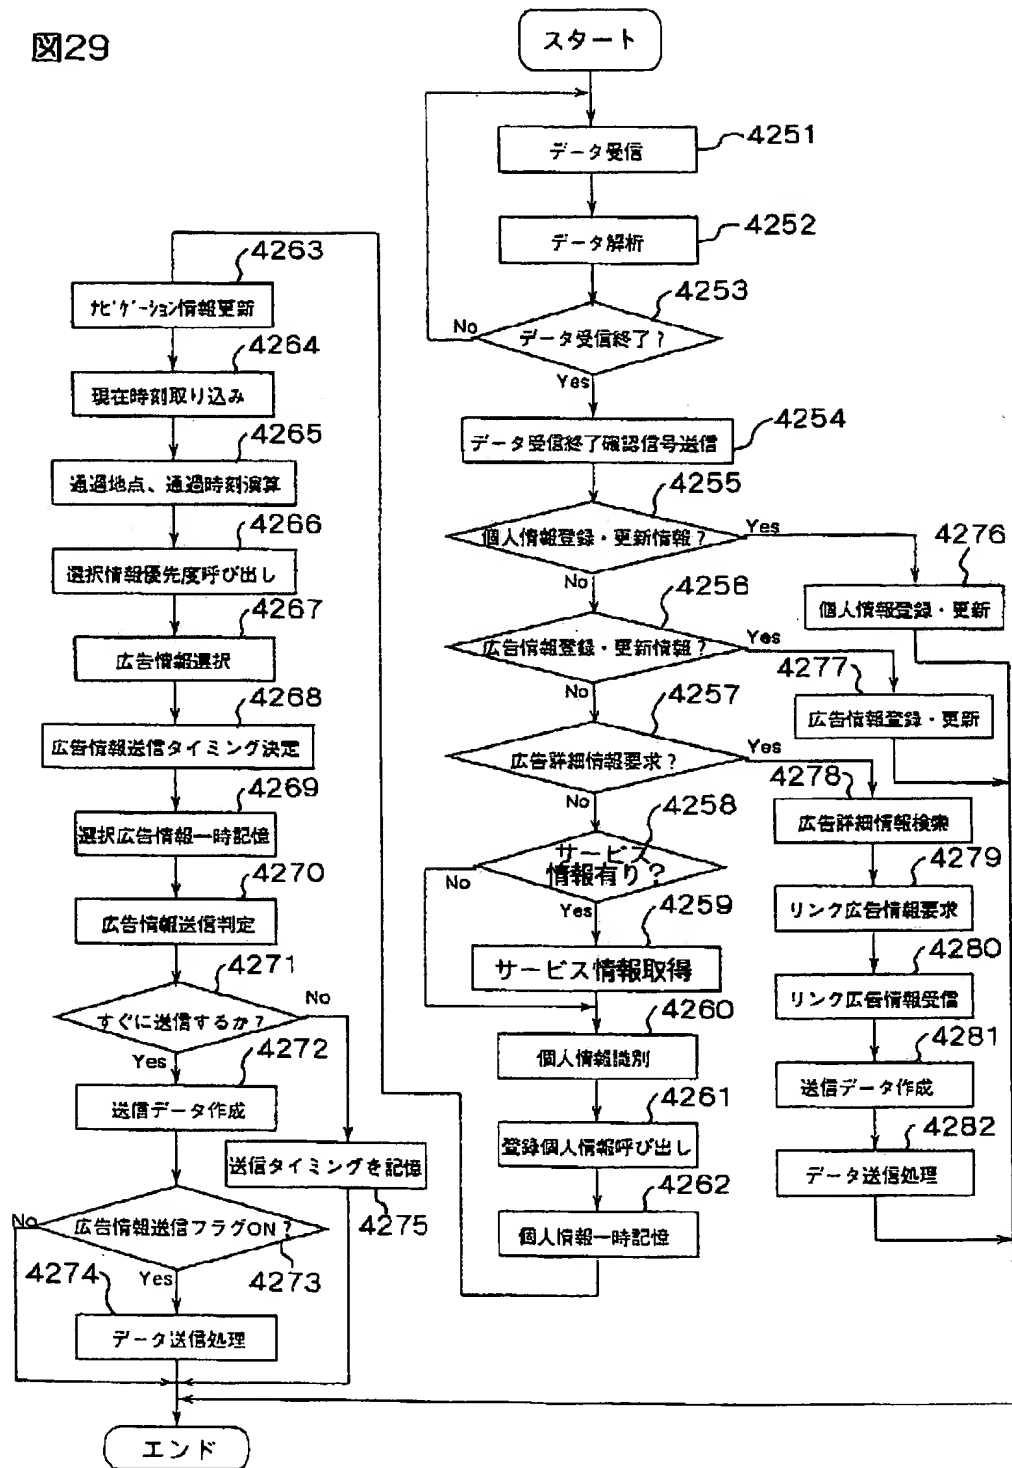 図29
スタート
4251
データ受信
4252
データ解析
4253
データ受信終了?
No
Yes
4254
データ受信終了確認信号送信
4255
個人情報登録・更新情報?
Yes
No
4256
広告情報登録・更新情報?
Yes
No
4257
広告詳細情報要求?
Yes
No
4258
サービス
情報有り?
No
Yes
4259
サービス情報取得
4260
個人情報識別
4261
登録個人情報呼び出し
4262
個人情報一時記憶
4263
ナビゲーション情報更新
4264
現在時刻取り込み
4265
通過地点、通過時刻演算
4266
選択情報優先度呼び出し
4267
広告情報選択
4268
広告情報送信タイミング決定
4269
選択広告情報一時記憶
4270
広告情報送信判定
4271
すぐに送信するか?
No
Yes
4272
送信データ作成
送信タイミングを記憶
4275
広告情報送信フラグON?
No
4273
Yes
4274
データ送信処理
エンド
4276
個人情報登録・更新
4277
広告情報登録・更新
4278
広告詳細情報検索
4279
リンク広告情報要求
4280
リンク広告情報受信
4281
送信データ作成
4282
データ送信処理